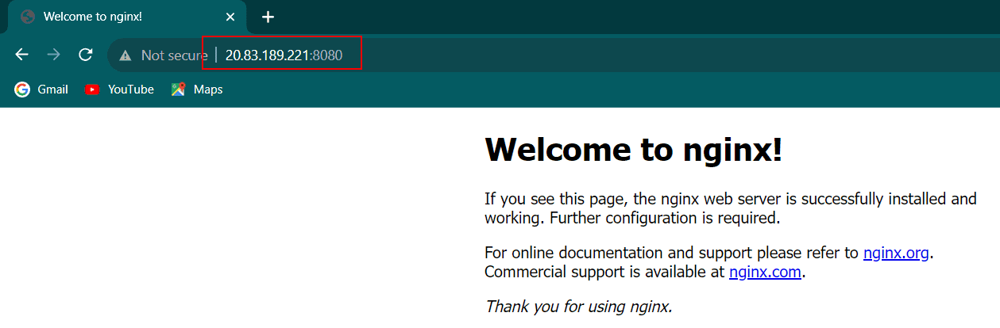 Welcome to nginx!
Not secure 20.83.189.221:8080
Gmail YouTube Maps
Welcome to nginx!
If you see this page, the nginx web server is successfully installed and
working. Further configuration is required.
For online documentation and support please refer to nginx.org.
Commercial support is available at nginx.com.
Thank you for using nginx.